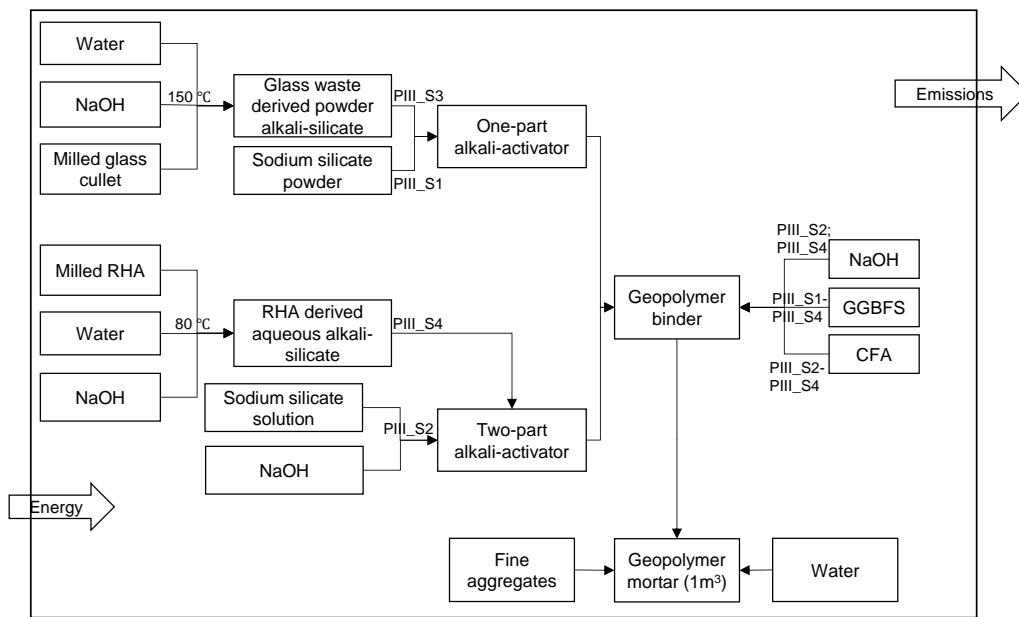 Water
NaOH
150 ℃
Milled glass
cullet
Glass waste
derived powder
alkali-silicate
PIII_S3
Sodium silicate
powder
PIII_S1
One-part
alkali-activator
Emissions
Milled RHA
Water
80 ℃
NaOH
RHA derived
aqueous alkali-
silicate
PIII_S4
Sodium silicate
solution
PIII_S2
NaOH
Two-part
alkali-activator
Geopolymer
binder
PIII_S2;
PIII_S4
NaOH
PIII_S1-
PIII_S4
GGBFS
PIII_S2-
PIII_S4
CFA
Energy
Fine
aggregates
Geopolymer
mortar (1m³)
Water